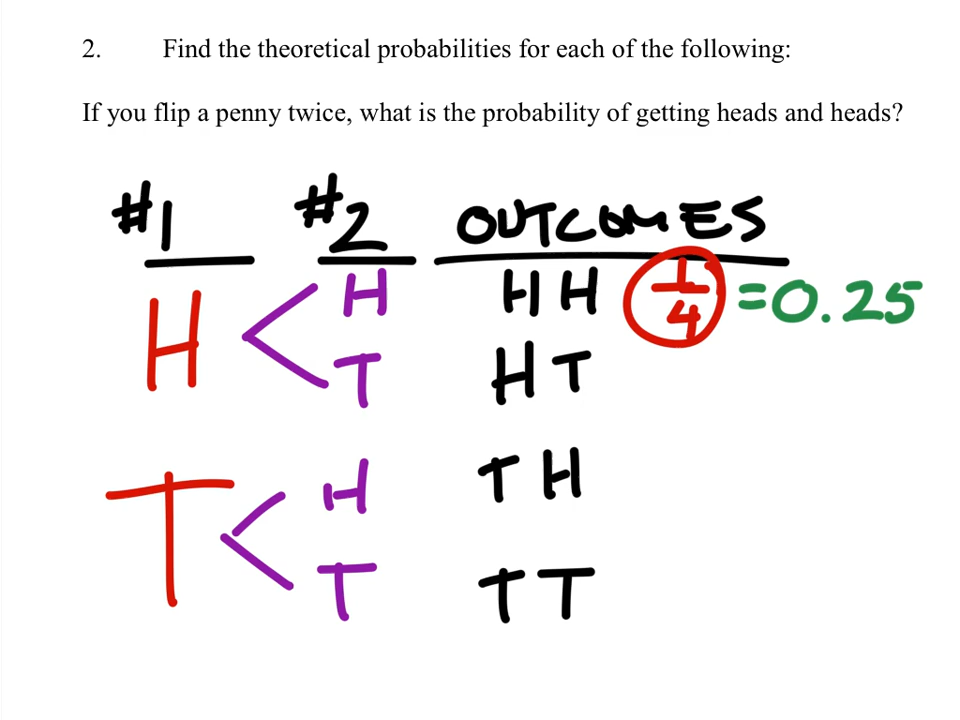 2. Find the theoretical probabilities for each of the following:
If you flip a penny twice, what is the probability of getting heads and heads?
#1 #2 OUTCOMES
H < H HH 1/4 = 0.25
T HT
T < H TH
T TT